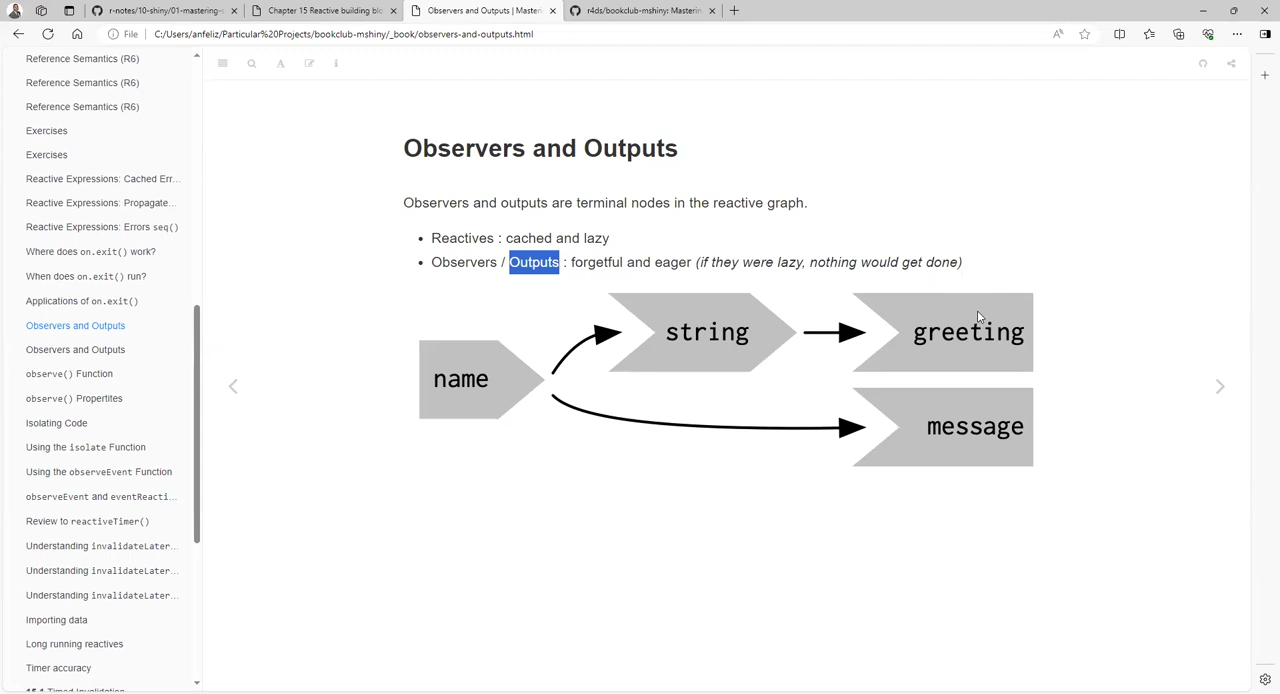 r-notes/10-shiny/01-mastering-s
Chapter 15 Reactive building blo
Observers and Outputs | Masteri
r4ds/bookclub-mshiny: Masterin
File
C:/Users/anfeliz/Particular%20Projects/bookclub-mshiny/_book/observers-and-outputs.html
Reference Semantics (R6)
Reference Semantics (R6)
Reference Semantics (R6)
Exercises
Exercises
Reactive Expressions: Cached Err...
Reactive Expressions: Propagate...
Reactive Expressions: Errors seq()
Where does on.exit() work?
When does on.exit() run?
Applications of on.exit()
Observers and Outputs
Observers and Outputs
observe() Function
observe() Propertites
Isolating Code
Using the isolate Function
Using the observeEvent Function
observeEvent and eventReacti...
Review to reactiveTimer()
Understanding invalidateLater...
Understanding invalidateLater...
Understanding invalidateLater...
Importing data
Long running reactives
Timer accuracy
15.1 Timed Invalidation
Observers and Outputs
Observers and outputs are terminal nodes in the reactive graph.
• Reactives : cached and lazy
• Observers / Outputs : forgetful and eager (if they were lazy, nothing would get done)
string
greeting
name
message